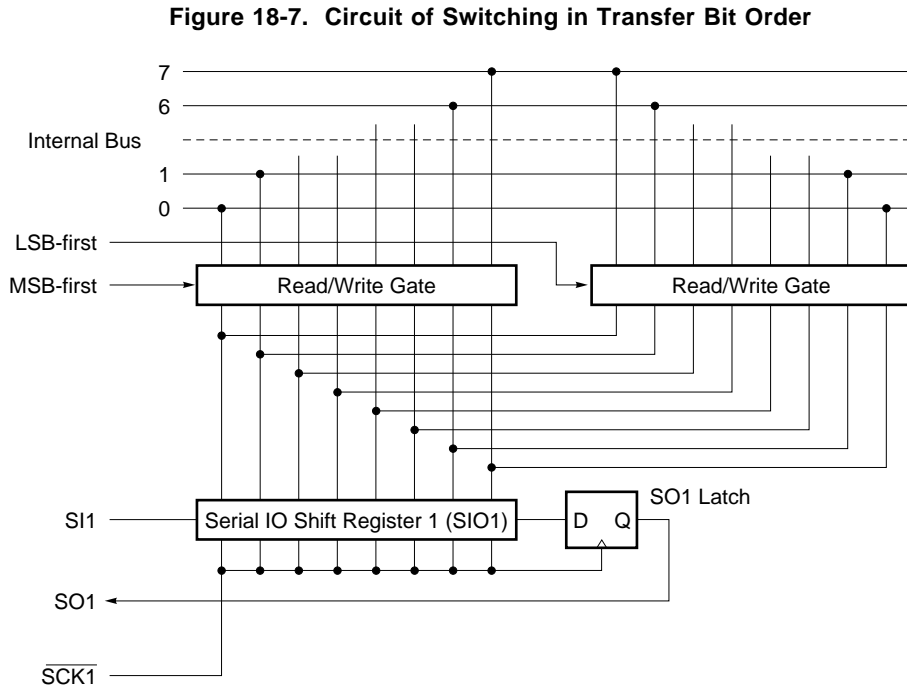 Figure 18-7. Circuit of Switching in Transfer Bit Order
7
6
Internal Bus
1
0
LSB-first
MSB-first
Read/Write Gate
Read/Write Gate
SO1 Latch
SI1
Serial IO Shift Register 1 (SIO1)
D Q
SO1
SCK1